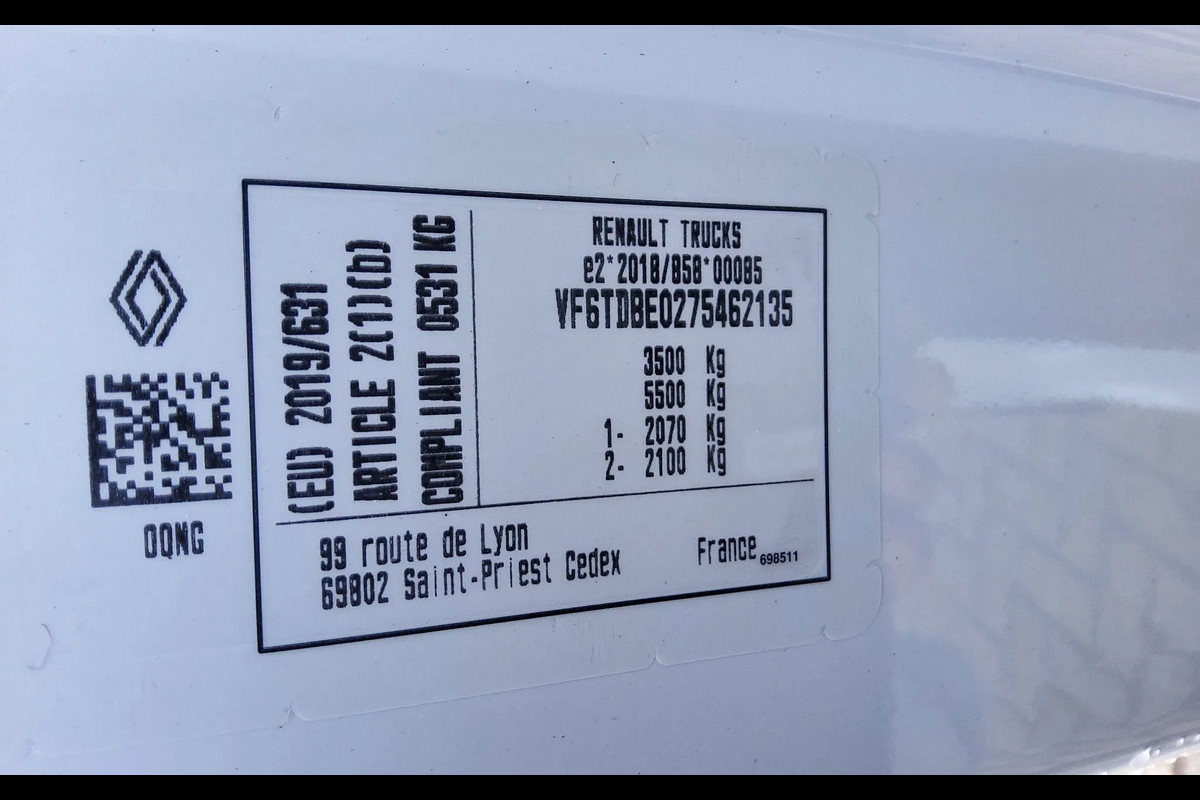 RENAULT TRUCKS
e2*2018/858*00085
VF6TDBE0275462135
3500 Kg
5500 Kg
1- 2070 Kg
2- 2100 Kg
(EU) 2019/631
ARTICLE 2(1)(b)
COMPLIANT 0531 KG
0QNG
99 route de Lyon
69802 Saint-Priest Cedex
France
698511